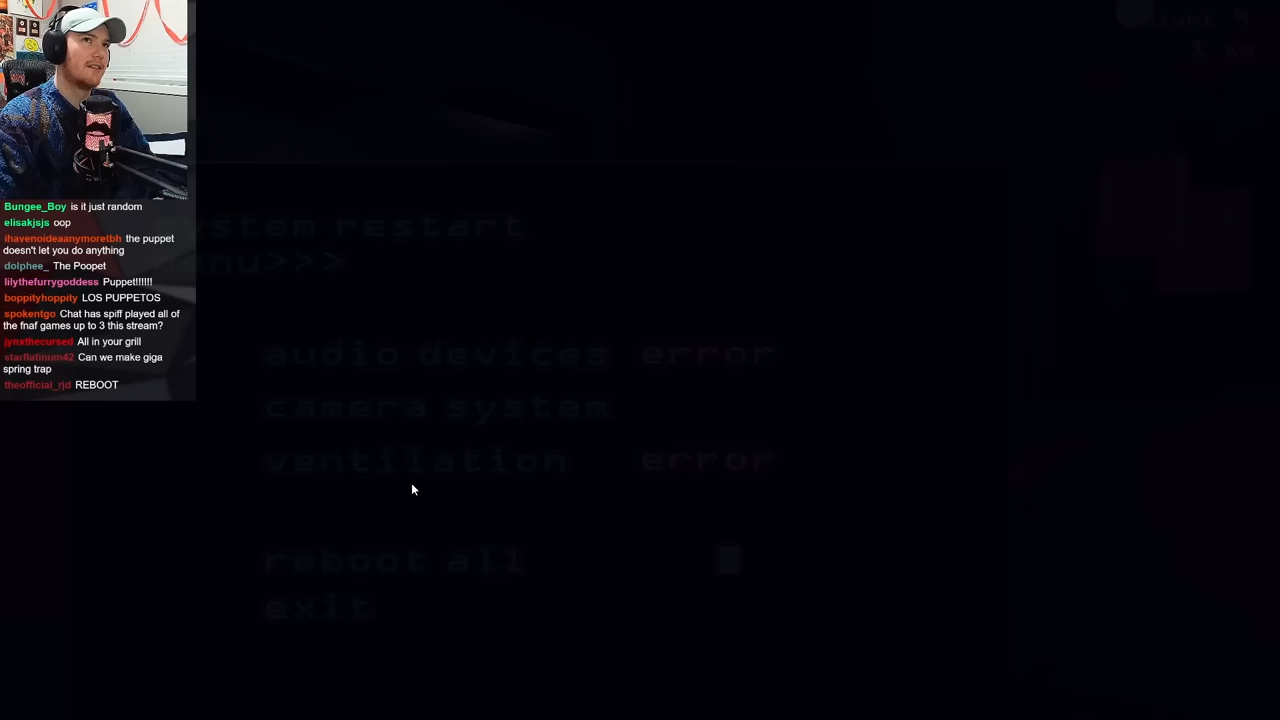 Bungee_Boy is it just random
elisakjsjs oop
ihavenoideaanymoretbh the puppet
doesn't let you do anything
dolphee_ The Poopet
lilythefurrygoddess Puppet!!!!!!
boppityhoppity LOS PUPPETOS
spokentgo Chat has spiff played all of
the fnaf games up to 3 this stream?
jynxthecursed All in your grill
starflatinum42 Can we make giga
spring trap
theofficial_rjd REBOOT
stem restart
enu>>>
audio devices error
camera system
ventilation error
reboot all
exit